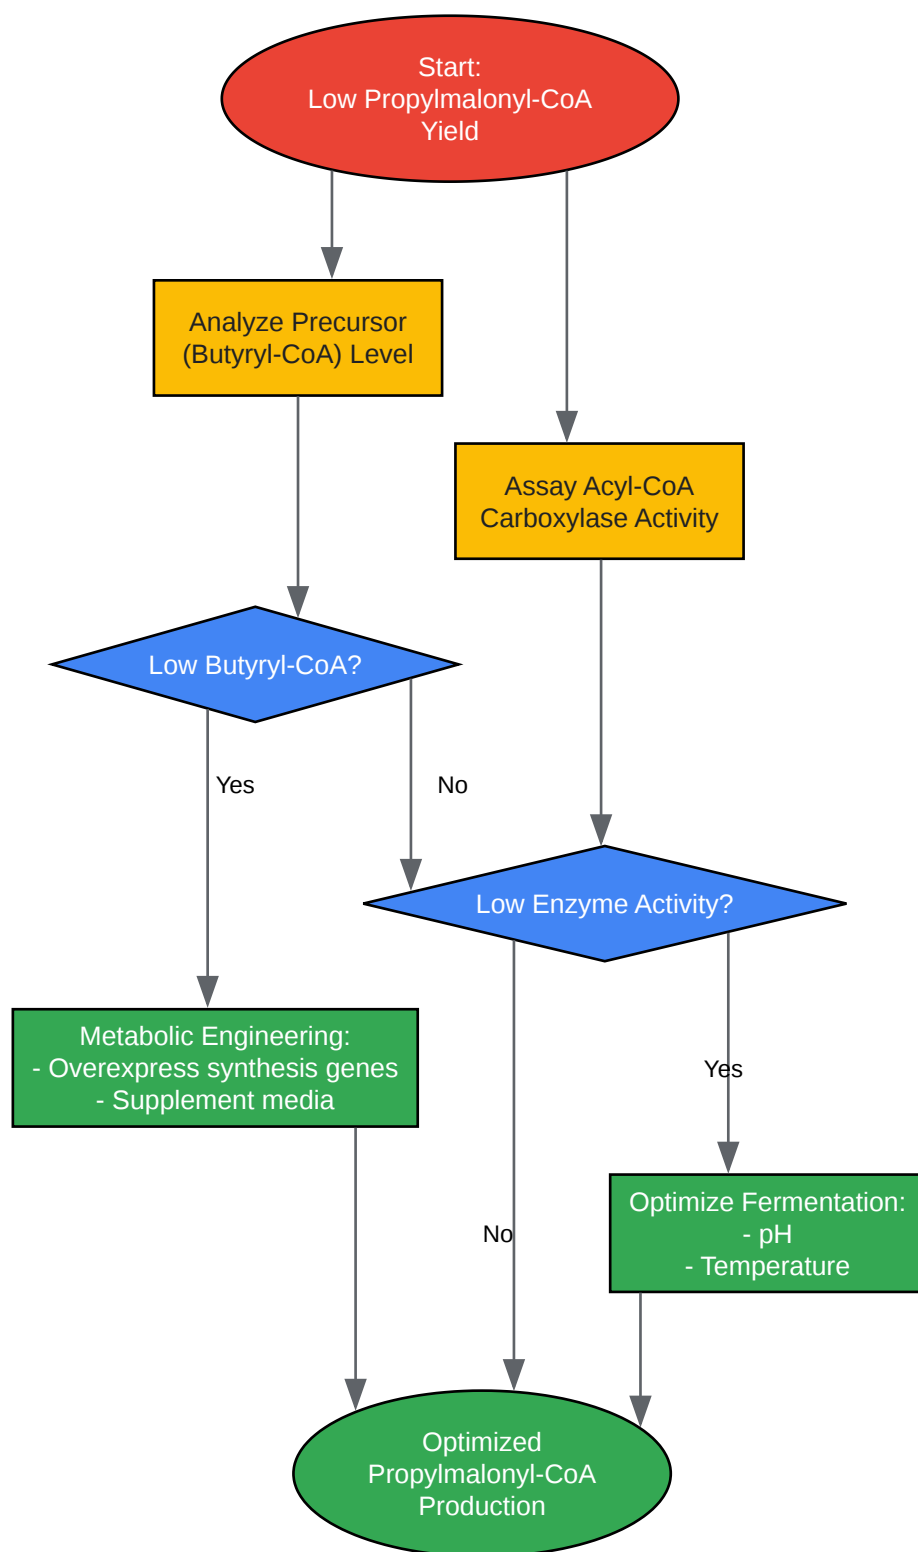 Start:
Low Propylmalonyl-CoA
Yield
Analyze Precursor
(Butyryl-CoA) Level
Assay Acyl-CoA
Carboxylase Activity
Low Butyryl-CoA?
Yes
No
Low Enzyme Activity?
Metabolic Engineering:
- Overexpress synthesis genes
- Supplement media
Yes
No
Optimize Fermentation:
- pH
- Temperature
Optimized
Propylmalonyl-CoA
Production